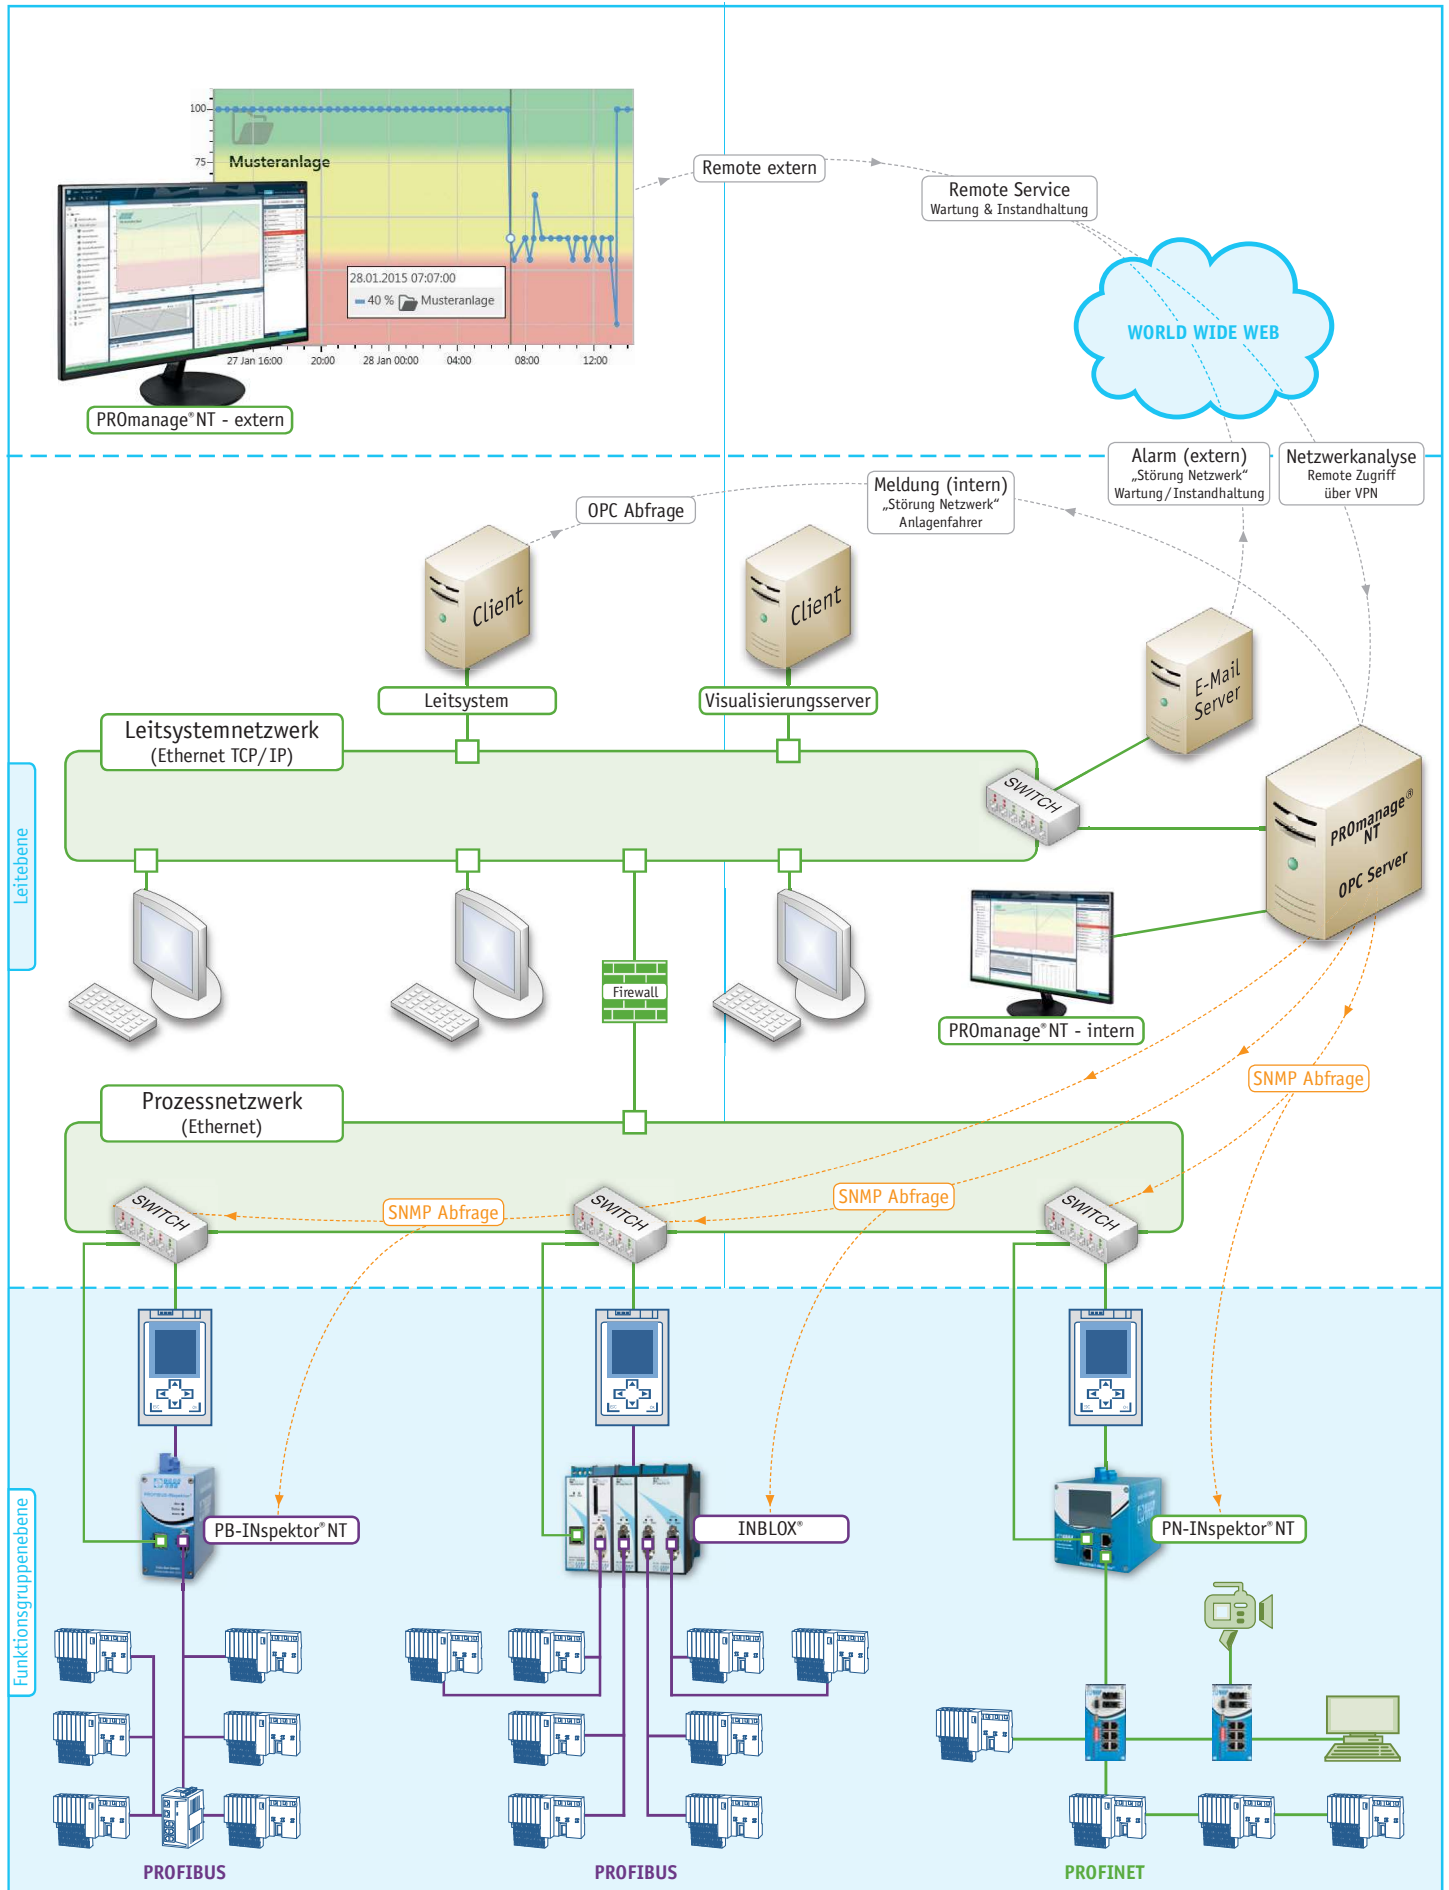 100
75
Musteranlage
28.01.2015 07:07:00
40 % Musteranlage
27 Jan 16:00
20:00
28 Jan 00:00
04:00
08:00
12:00
PROmanage® NT - extern
Remote extern
Remote Service
Wartung & Instandhaltung
WORLD WIDE WEB
Alarm (extern)
„Störung Netzwerk“
Wartung/Instandhaltung
Netzwerkanalyse
Remote Zugriff
über VPN
Meldung (intern)
„Störung Netzwerk“
Anlagenfahrer
OPC Abfrage
Client
Client
Leitsystem
Visualisierungsserver
E-Mail
Server
Leitsystemnetzwerk
(Ethernet TCP/IP)
SWITCH
PROmanage®
NT
OPC Server
Leitebene
Firewall
PROmanage® NT - intern
Prozessnetzwerk
(Ethernet)
SNMP Abfrage
SNMP Abfrage
SNMP Abfrage
SWITCH
SWITCH
SWITCH
Funktionsgruppenebene
PB-INspektor® NT
INBLOX®
PN-INspektor® NT
PROFIBUS
PROFIBUS
PROFINET